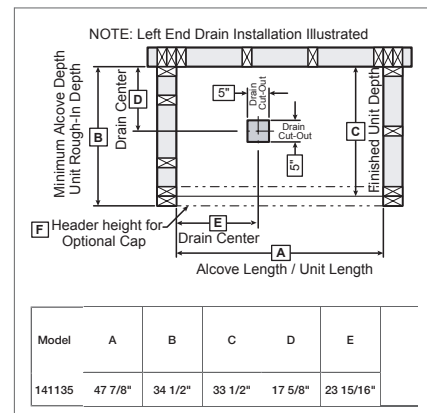 NOTE: Left End Drain Installation Illustrated
Minimum Alcove Depth
Unit Rough-In Depth
B
Drain Center
D
5"
Drain
Cut-Out
Drain
Cut-Out
5"
C
Finished Unit Depth
F Header height for
Optional Cap
E
Drain Center
A
Alcove Length / Unit Length
Model A B C D E
141135 47 7/8" 34 1/2" 33 1/2" 17 5/8" 23 15/16"